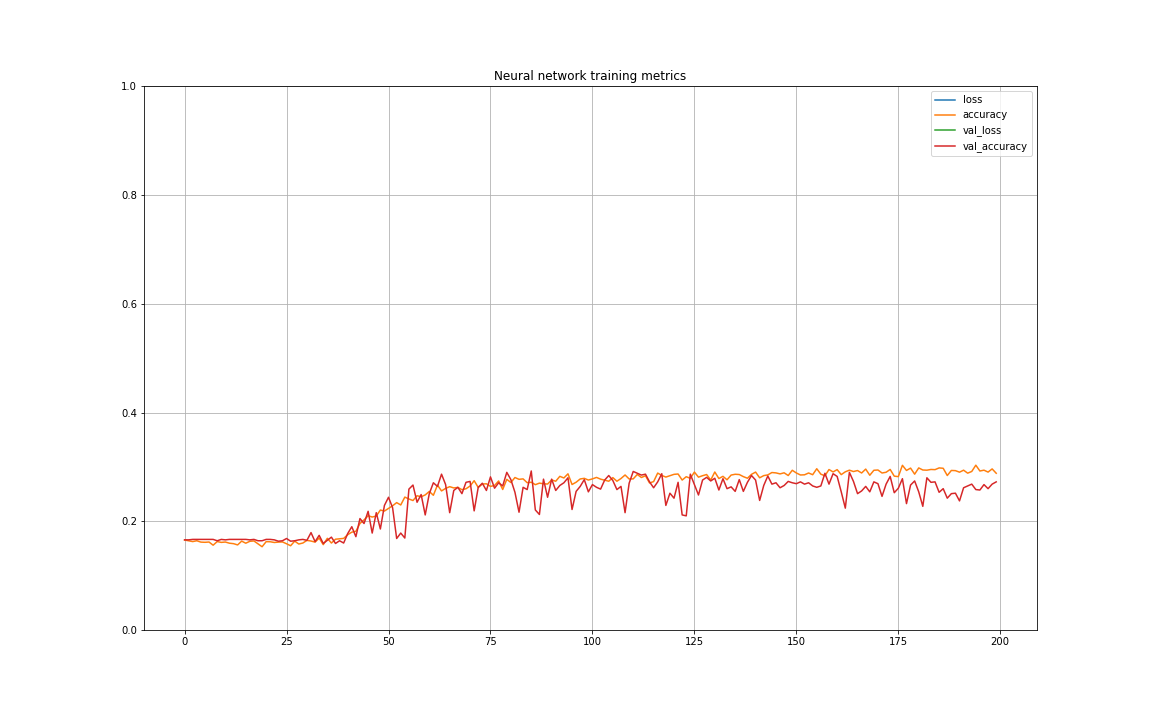 Neural network training metrics
1.0
loss
accuracy
val_loss
val_accuracy
0.8
0.6
0.4
0.2
0.0
0 25 50 75 100 125 150 175 200